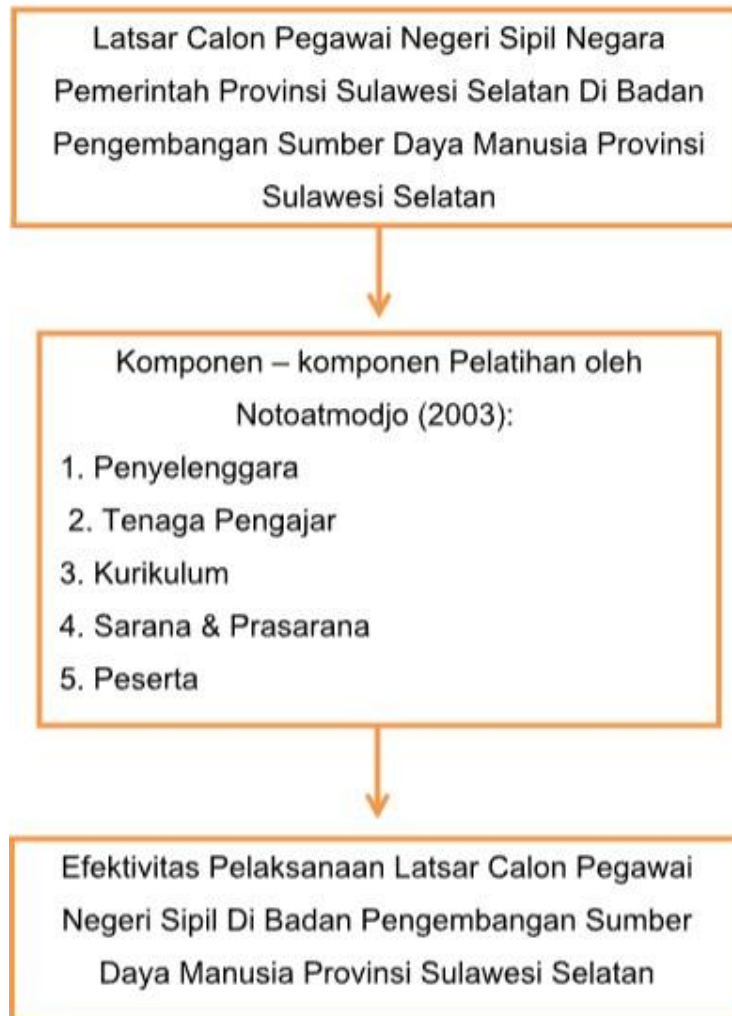 Latsar Calon Pegawai Negeri Sipil Negara
Pemerintah Provinsi Sulawesi Selatan Di Badan
Pengembangan Sumber Daya Manusia Provinsi
Sulawesi Selatan
Komponen – komponen Pelatihan oleh
Notoatmodjo (2003):
1. Penyelenggara
2. Tenaga Pengajar
3. Kurikulum
4. Sarana & Prasarana
5. Peserta
Efektivitas Pelaksanaan Latsar Calon Pegawai
Negeri Sipil Di Badan Pengembangan Sumber
Daya Manusia Provinsi Sulawesi Selatan